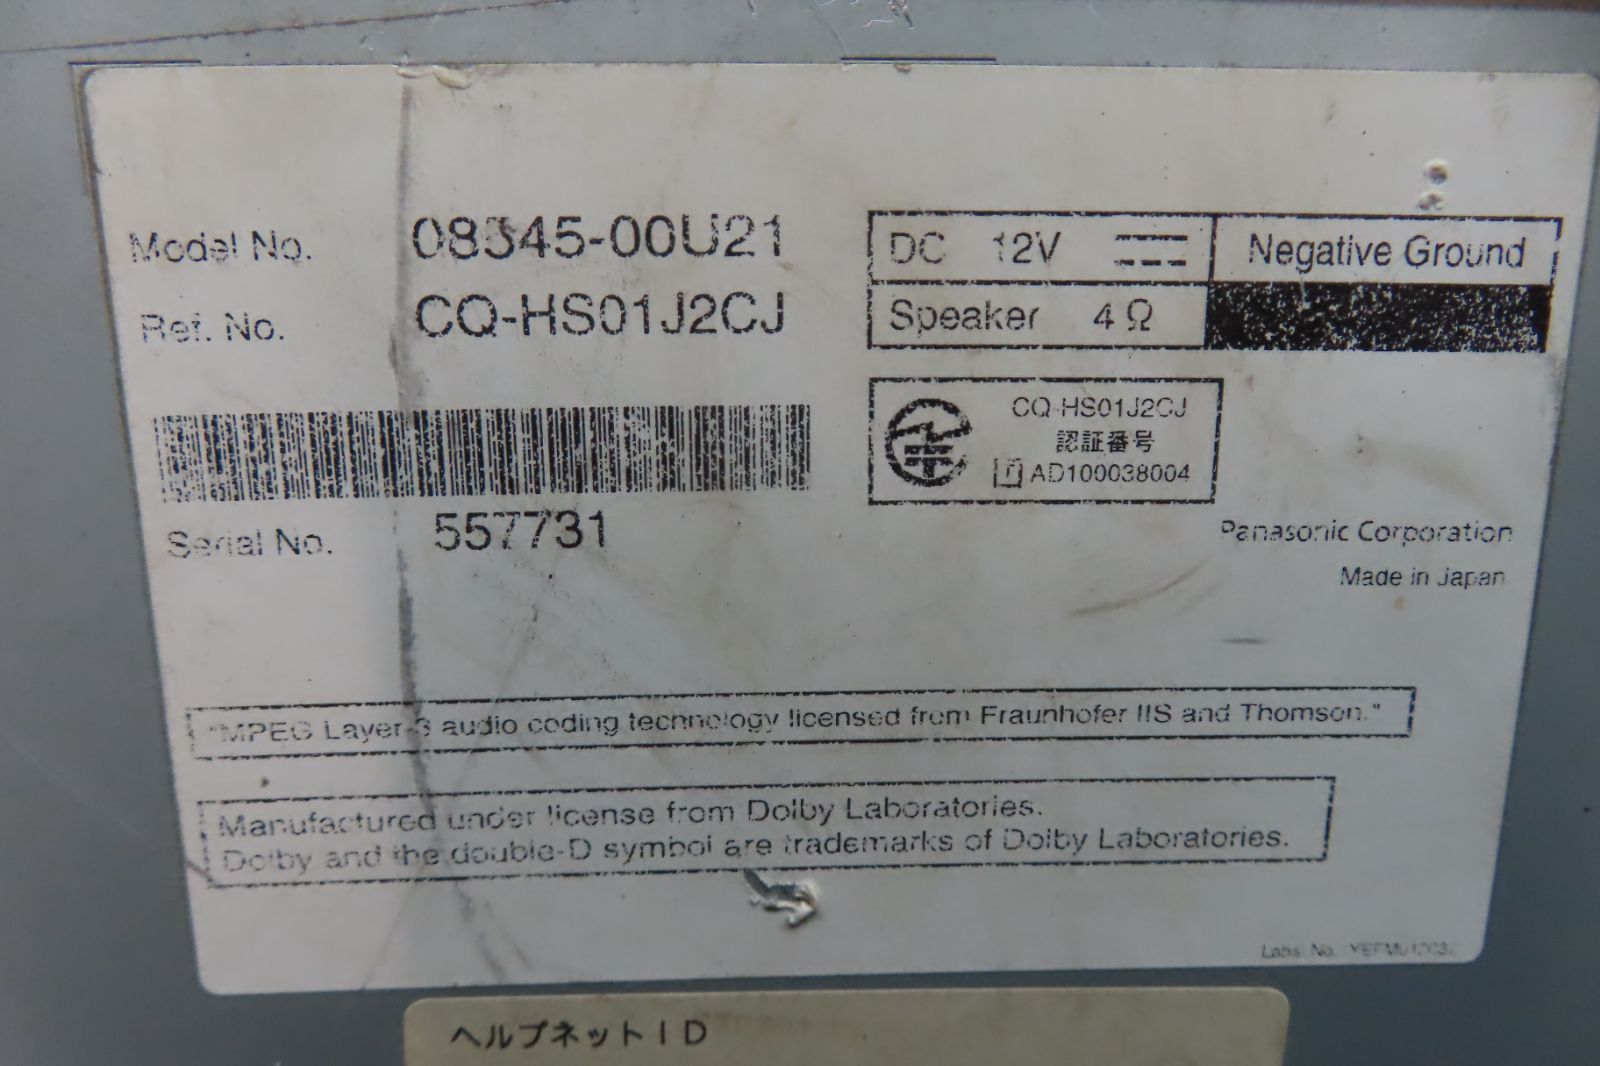 Model No. 08545-00U21
Ref. No. CQ-HS01J2CJ
Serial No. 557731
DC 12V Negative Ground
Speaker 4Ω
CQ-HS01J2CJ
認証番号
AD100038004
Panasonic Corporation
Made in Japan
"MPEG Layer-3 audio coding technology licensed from Fraunhofer IIS and Thomson."
Manufactured under license from Dolby Laboratories.
Dolby and the double-D symbol are trademarks of Dolby Laboratories.
Label No.
ヘルプネットID